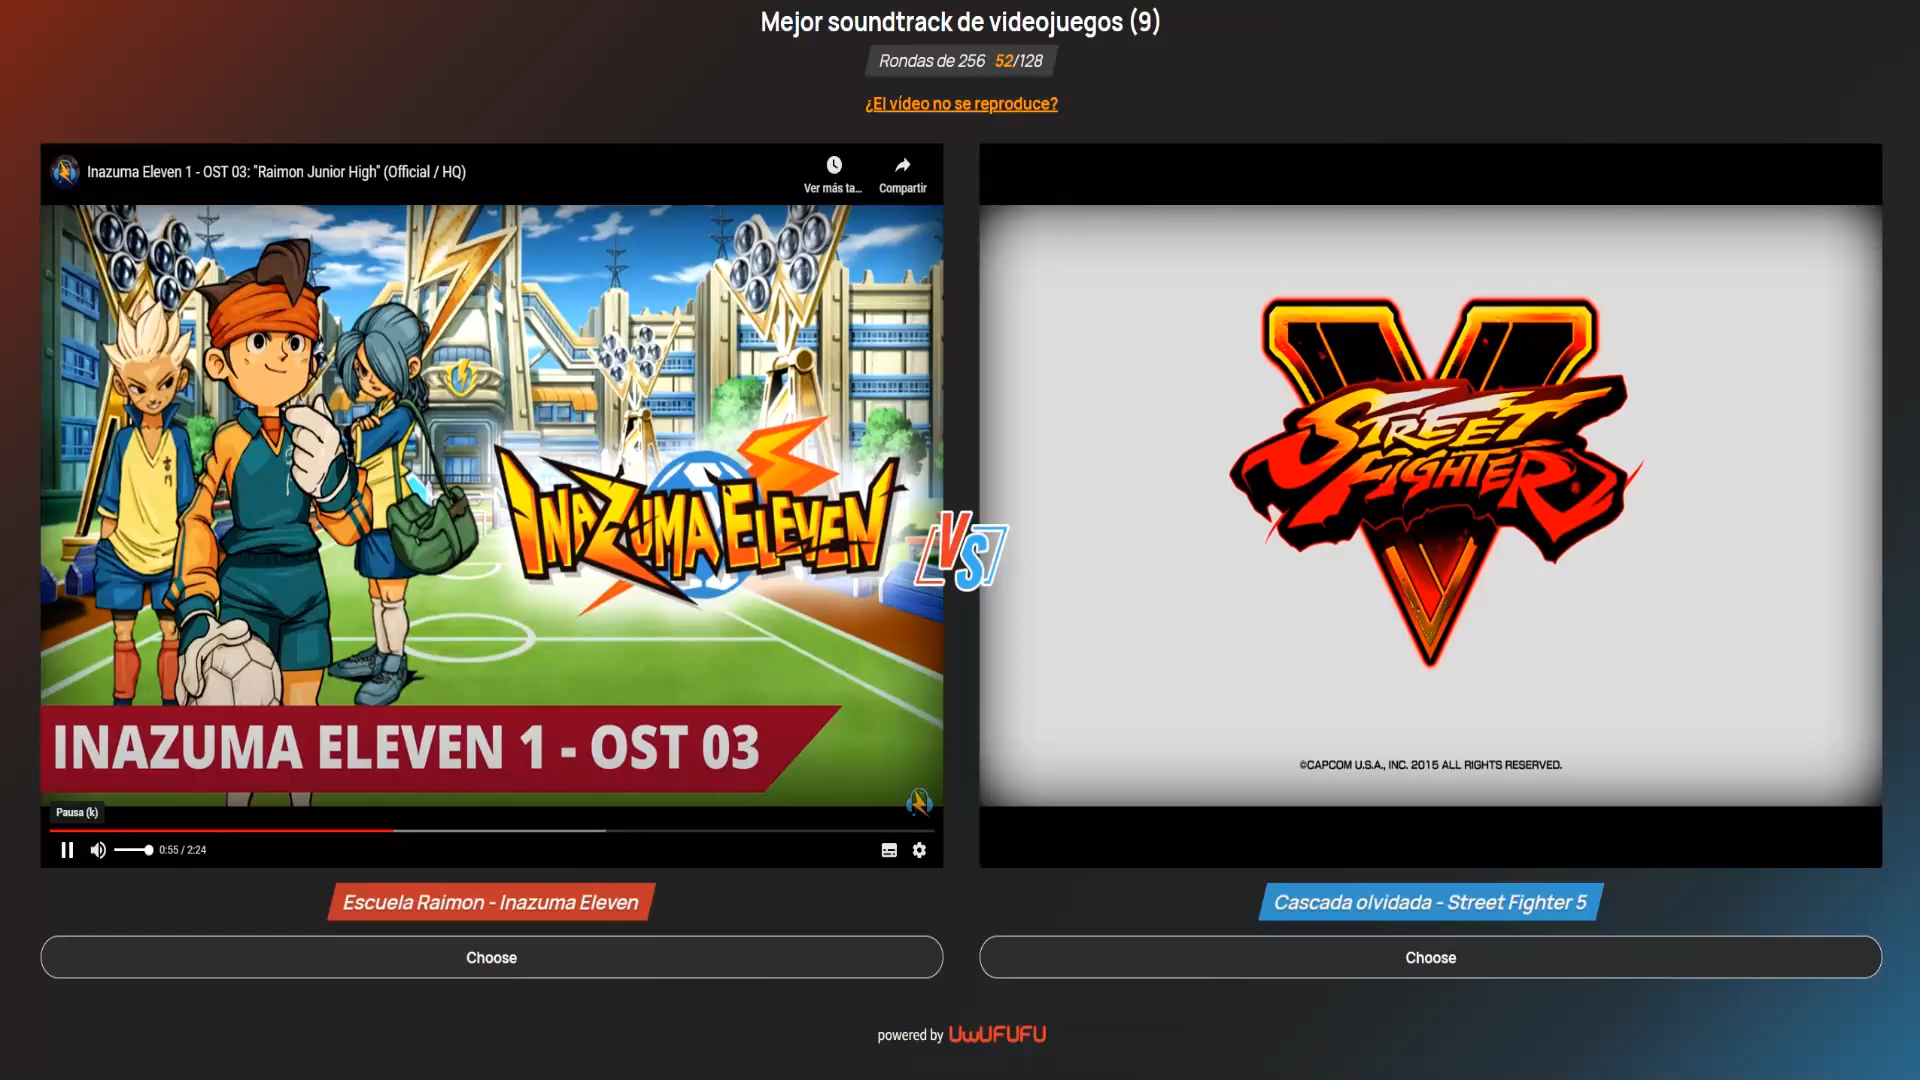 Mejor soundtrack de videojuegos (9)
Rondas de 256 52/128
¿El vídeo no se reproduce?
Inazuma Eleven 1 - OST 03: "Raimon Junior High" (Official / HQ)
Ver más ta...
Compartir
INAZUMA ELEVEN
INAZUMA ELEVEN 1 - OST 03
Pausa (k)
0:55 / 2:24
VS
V
STREET
FIGHTER®
©CAPCOM U.S.A., INC. 2015 ALL RIGHTS RESERVED.
Escuela Raimon - Inazuma Eleven
Cascada olvidada - Street Fighter 5
Choose
Choose
powered by UwUFUFU